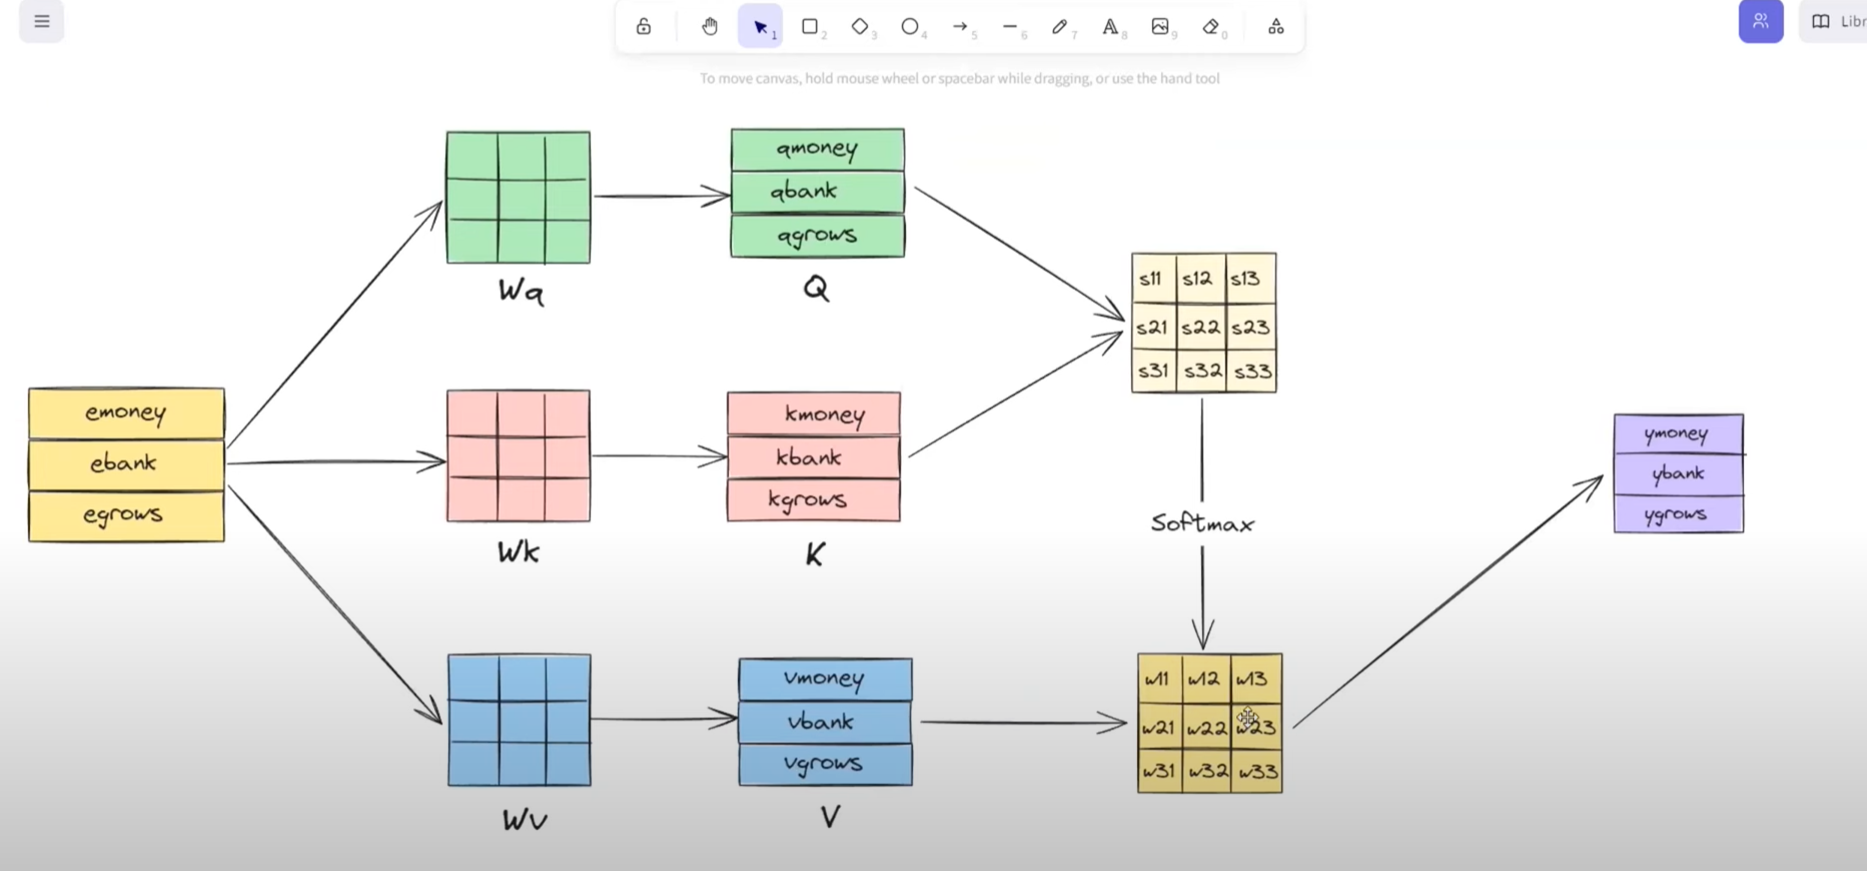 1
2
3
4
5
6
7
8
9
0
Libr
To move canvas, hold mouse wheel or spacebar while dragging, or use the hand tool
qmoney
qbank
qgrows
Wq
Q
s11 s12 s13
s21 s22 s23
s31 s32 s33
emoney
ebank
egrows
kmoney
kbank
kgrows
Wk
K
Softmax
ymoney
ybank
ygrows
vmoney
vbank
vgrows
Wv
V
w11 w12 w13
w21 w22 w23
w31 w32 w33